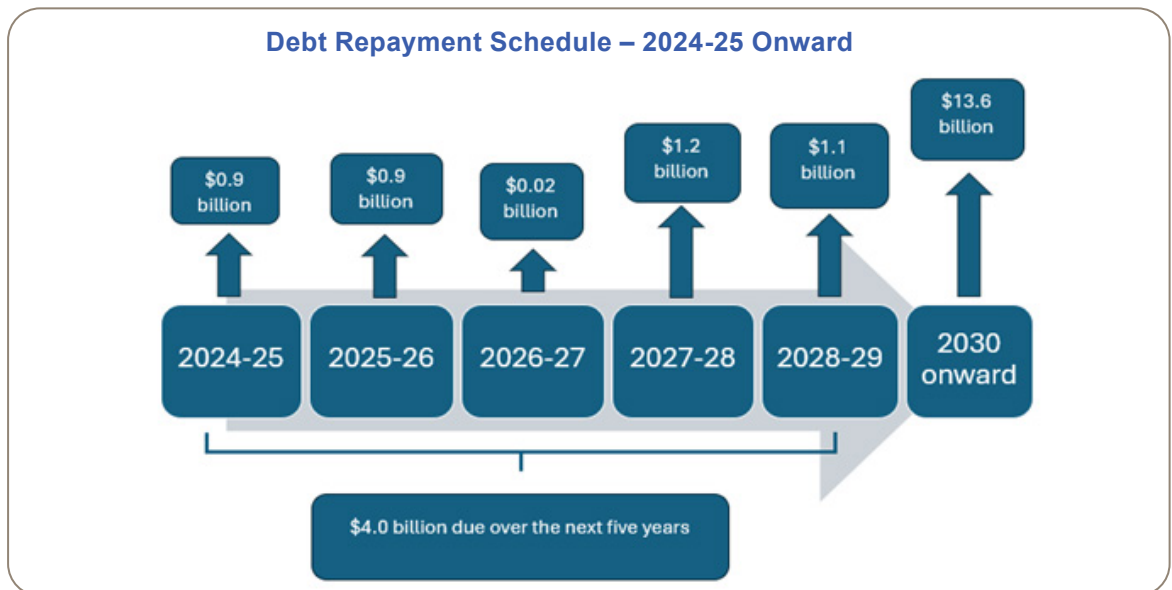 Debt Repayment Schedule – 2024-25 Onward
$0.9
billion
$0.9
billion
$0.02
billion
$1.2
billion
$1.1
billion
$13.6
billion
2024-25
2025-26
2026-27
2027-28
2028-29
2030
onward
$4.0 billion due over the next five years